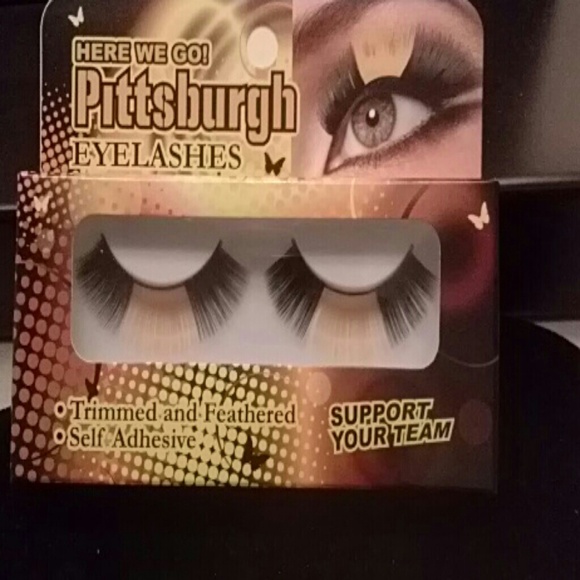 HERE WE GO!
Pittsburgh
EYELASHES
• Trimmed and Feathered
• Self Adhesive
SUPPORT
YOUR TEAM